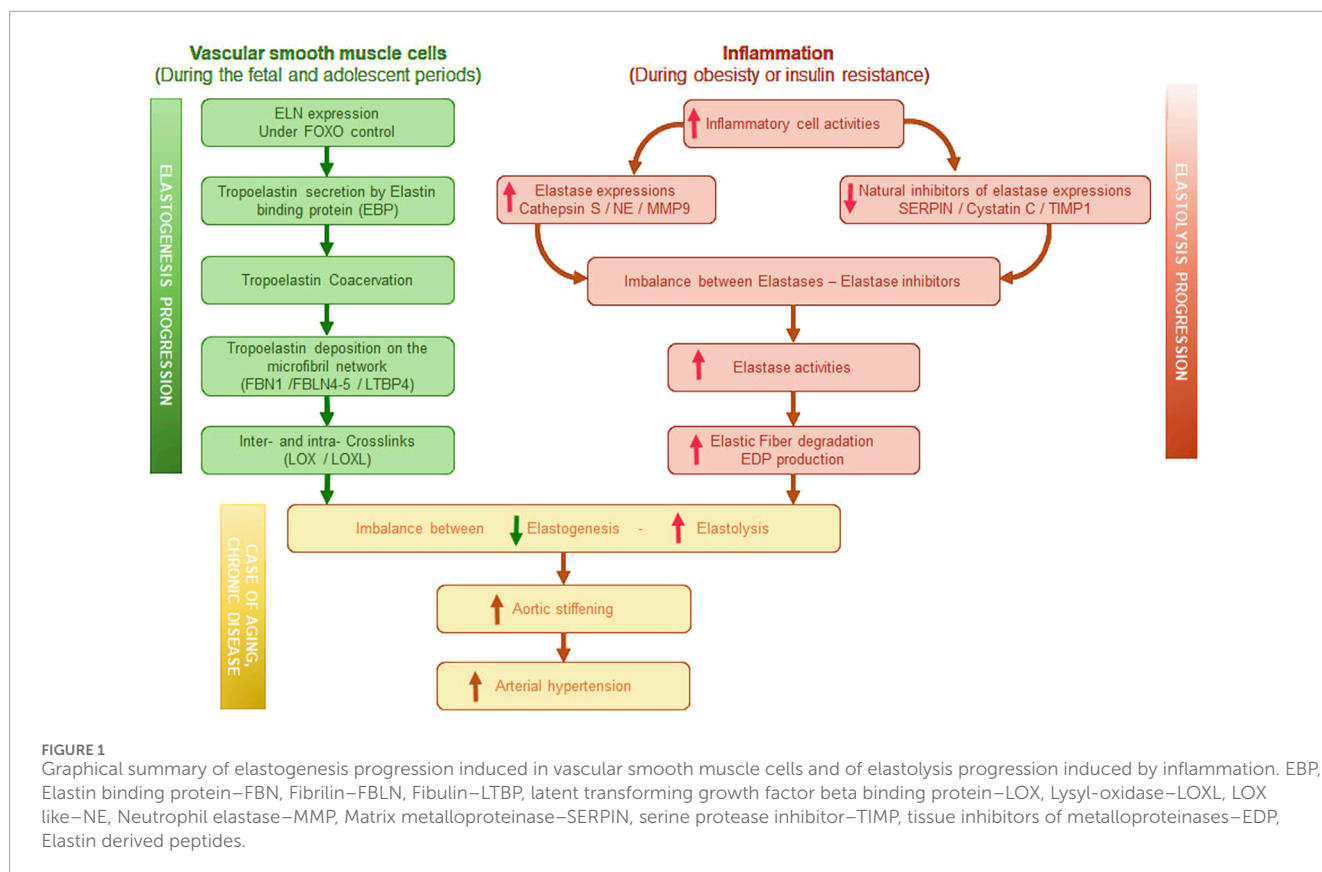 Vascular smooth muscle cells
(During the fetal and adolescent periods)
ELASTOGENESIS PROGRESSION
ELN expression
Under FOXO control
Tropoelastin secretion by Elastin
binding protein (EBP)
Tropoelastin Coacervation
Tropoelastin deposition on the
microfibril network
(FBN1 /FBLN4-5 / LTBP4)
Inter- and intra- Crosslinks
(LOX / LOXL)
Inflammation
(During obesisty or insulin resistance)
Inflammatory cell activities
Elastase expressions
Cathepsin S / NE / MMP9
Natural inhibitors of elastase expressions
SERPIN / Cystatin C / TIMP1
Imbalance between Elastases – Elastase inhibitors
Elastase activities
Elastic Fiber degradation
EDP production
ELASTOLYSIS PROGRESSION
CASE OF AGING,
CHRONIC DISEASE
Imbalance between Elastogenesis - Elastolysis
Aortic stiffening
Arterial hypertension
FIGURE 1
Graphical summary of elastogenesis progression induced in vascular smooth muscle cells and of elastolysis progression induced by inflammation. EBP,
Elastin binding protein–FBN, Fibrilin–FBLN, Fibulin–LTBP, latent transforming growth factor beta binding protein–LOX, Lysyl-oxidase–LOXL, LOX
like–NE, Neutrophil elastase–MMP, Matrix metalloproteinase–SERPIN, serine protease inhibitor–TIMP, tissue inhibitors of metalloproteinases–EDP,
Elastin derived peptides.